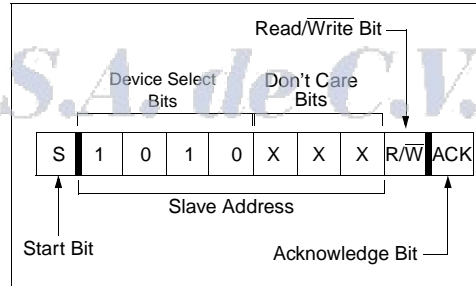 Read/Write Bit
S.A. de C.V.
Device Select Bits
Don't Care Bits
S 1 0 1 0 X X X R/W ACK
Slave Address
Start Bit
Acknowledge Bit